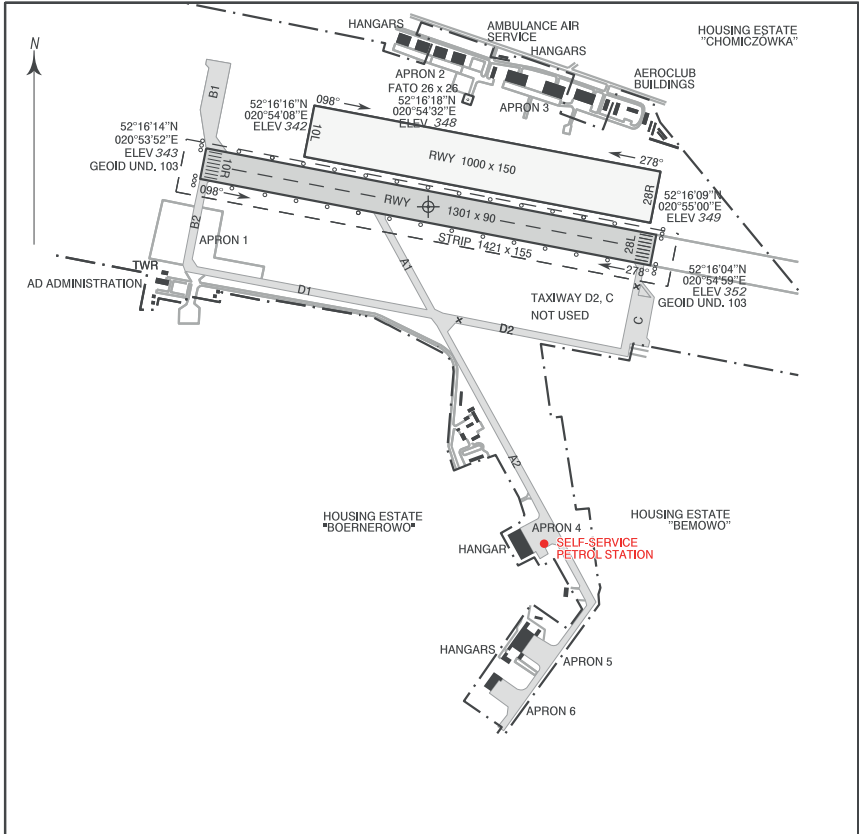 HANGARS
AMBULANCE AIR
SERVICE
HANGARS
HOUSING ESTATE
"CHOMICZÓWKA"
N
AEROCLUB
BUILDINGS
APRON 2
FATO 26 x 26
52°16'18"N
020°54'32"E
ELEV 348
APRON 3
B1
52°16'16"N
020°54'08"E
ELEV 342
098°
10L
52°16'14"N
020°53'52"E
ELEV 343
GEOID UND. 103
RWY 1000 x 150
278°
28R
52°16'09"N
020°55'00"E
ELEV 349
10R
098°
RWY 1301 x 90
28L
STRIP 1421 x 155
278°
52°16'04"N
020°54'59"E
ELEV 352
GEOID UND. 103
B2
APRON 1
A1
TWR
AD ADMINISTRATION
D1
TAXIWAY D2, C
NOT USED
x
x
C
D2
A2
HOUSING ESTATE
"BOERNEROWO"
HOUSING ESTATE
"BEMOWO"
APRON 4
HANGAR
SELF-SERVICE
PETROL STATION
HANGARS
APRON 5
APRON 6